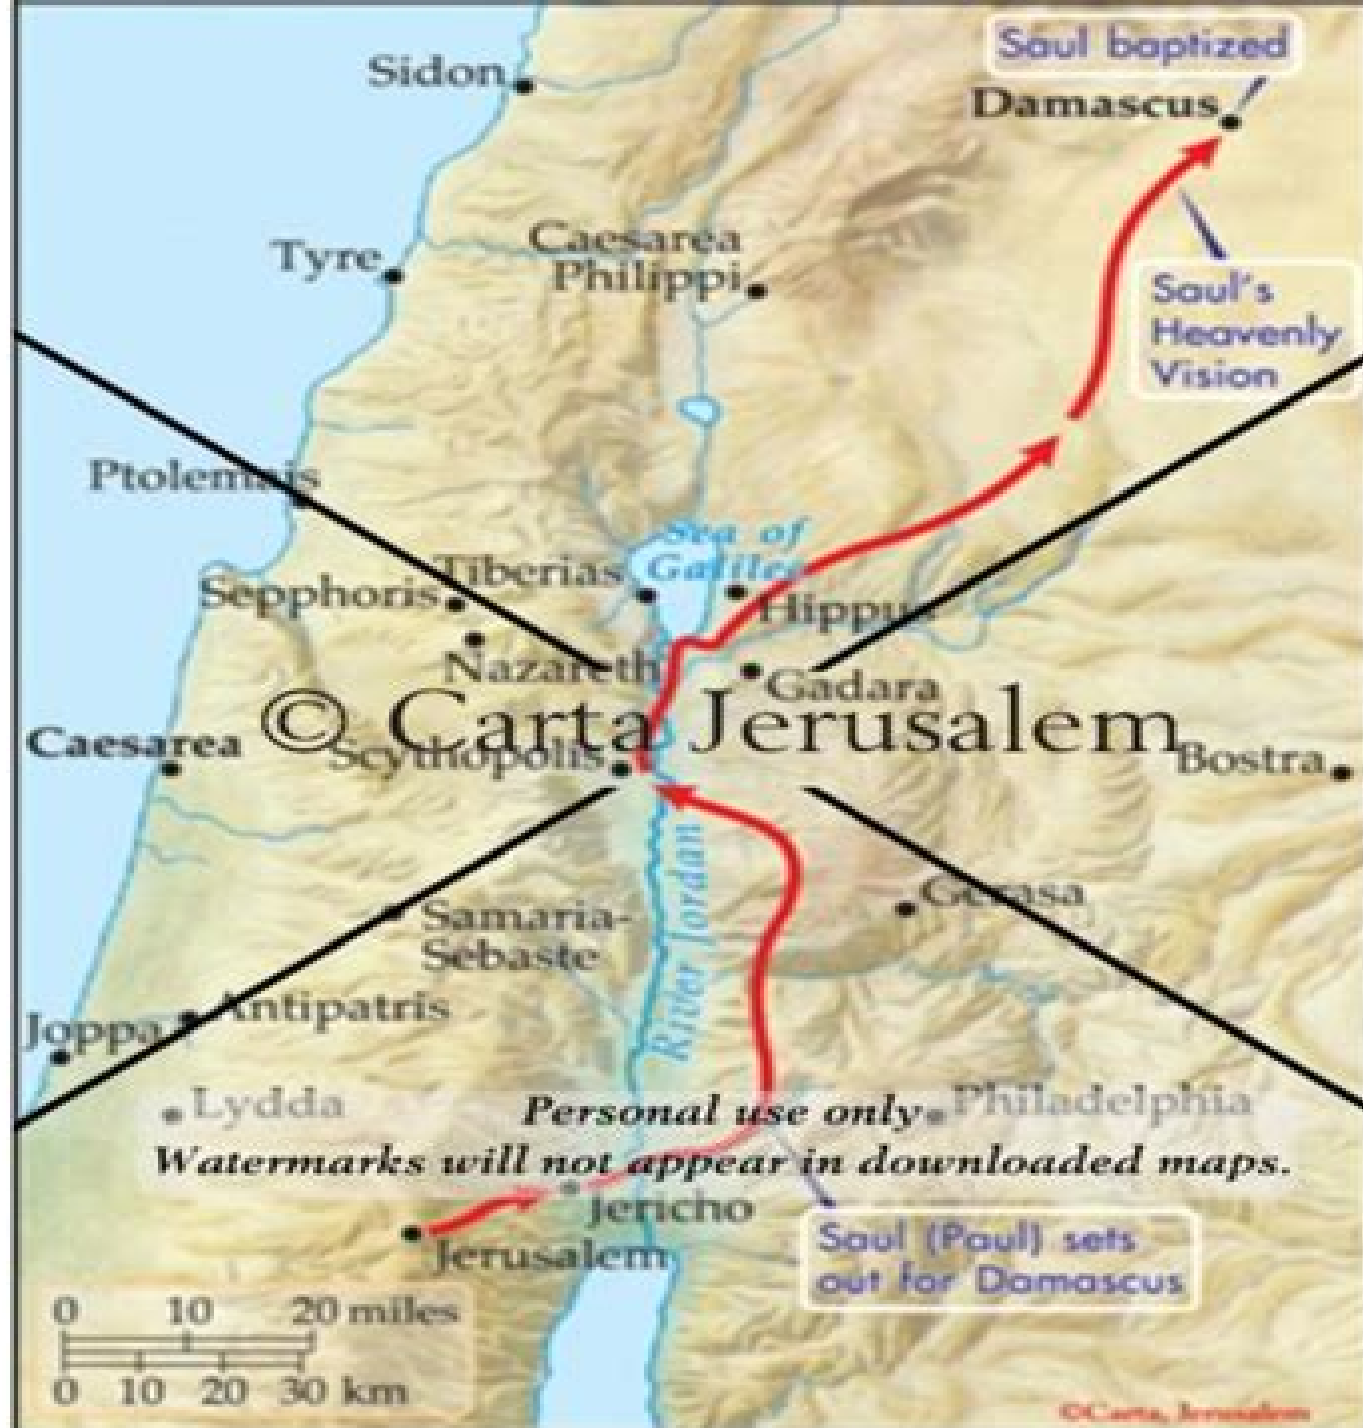 Saul baptized
Sidon
Damascus
Tyre
Caesarea
Philippi
Saul's
Heavenly
Vision
Ptolemais
Sea of
Galilee
Tiberias
Sepphoris
Hippus
Nazareth
Gadara
© Carta Jerusalem
Caesarea
Scythopolis
Bostra
River Jordan
Gerasa
Samaria-
Sebaste
Antipatris
Joppa
Lydda
Personal use only
Philadelphia
Watermarks will not appear in downloaded maps.
Jericho
Jerusalem
Saul (Paul) sets
out for Damascus
0 10 20 miles
0 10 20 30 km
©Carta, Jerusalem